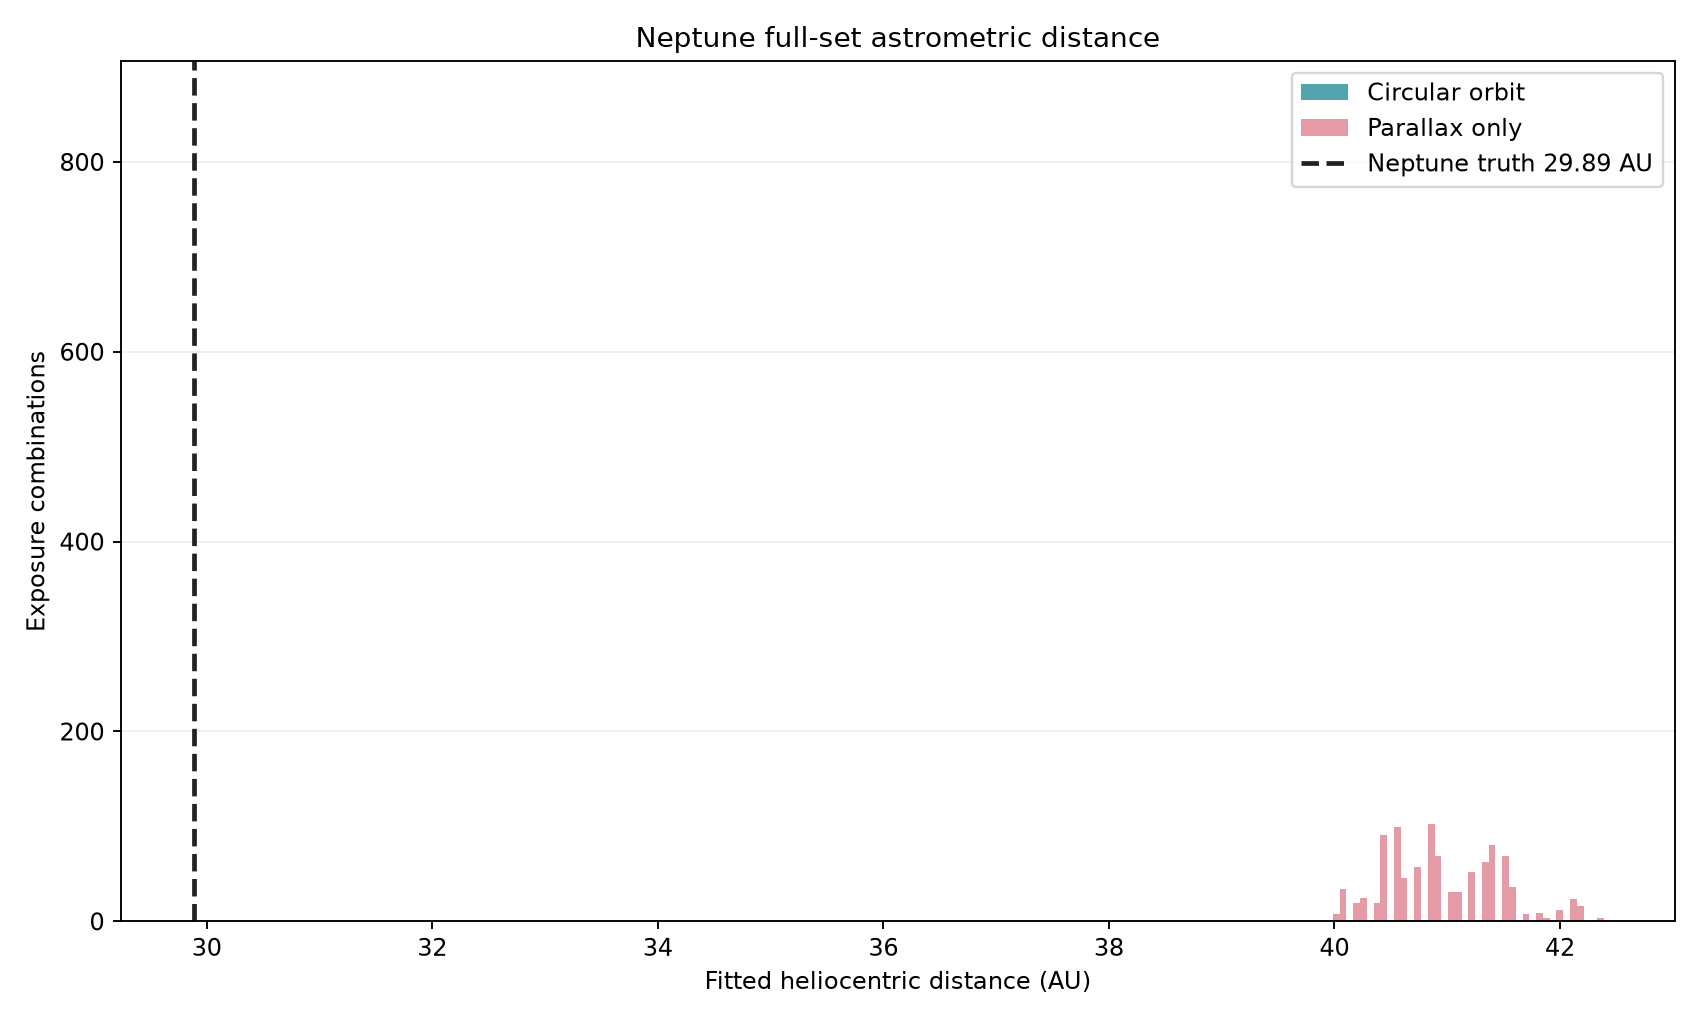 Neptune full-set astrometric distance
Circular orbit
Parallax only
Neptune truth 29.89 AU
Exposure combinations
800
600
400
200
0
30
32
34
36
38
40
42
Fitted heliocentric distance (AU)